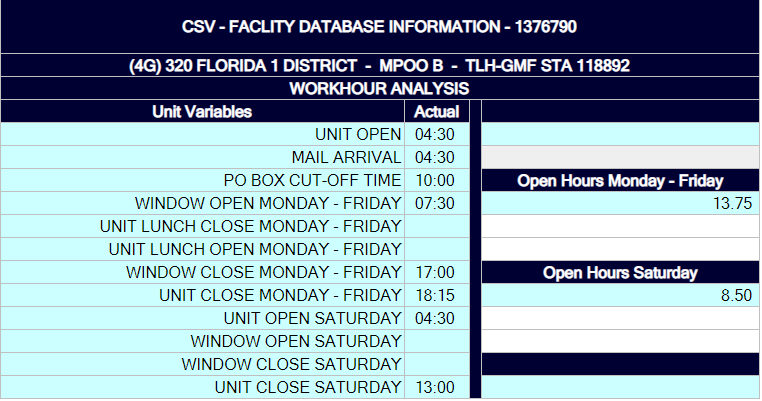 CSV - FACLITY DATABASE INFORMATION - 1376790
(4G) 320 FLORIDA 1 DISTRICT - MPOO B - TLH-GMF STA 118892
WORKHOUR ANALYSIS
Unit Variables Actual
UNIT OPEN 04:30
MAIL ARRIVAL 04:30
PO BOX CUT-OFF TIME 10:00 Open Hours Monday - Friday
WINDOW OPEN MONDAY - FRIDAY 07:30 13.75
UNIT LUNCH CLOSE MONDAY - FRIDAY
UNIT LUNCH OPEN MONDAY - FRIDAY
WINDOW CLOSE MONDAY - FRIDAY 17:00 Open Hours Saturday
UNIT CLOSE MONDAY - FRIDAY 18:15 8.50
UNIT OPEN SATURDAY 04:30
WINDOW OPEN SATURDAY
WINDOW CLOSE SATURDAY
UNIT CLOSE SATURDAY 13:00